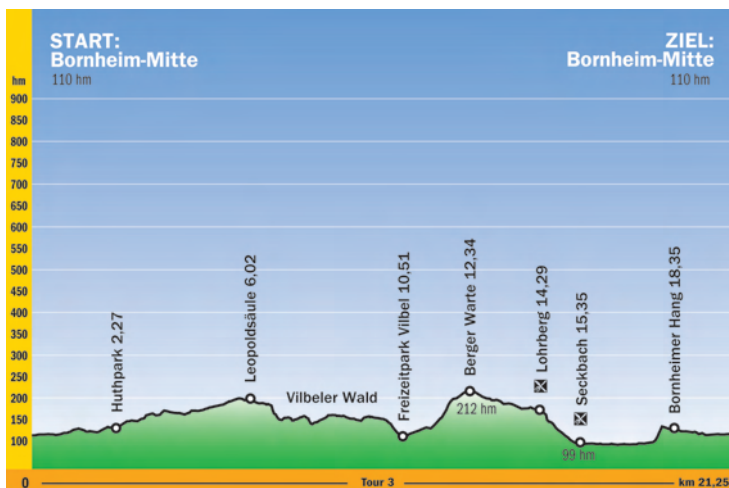 START:
Bornheim-Mitte
110 hm
ZIEL:
Bornheim-Mitte
110 hm
hm
900
850
800
750
700
650
600
550
500
450
400
350
300
250
200
150
100
Huthpark 2,27
Leopoldsäule 6,02
Vilbeler Wald
Freizeitpark Vilbel 10,51
Berger Warte 12,34
212 hm
Lohrberg 14,29
Seckbach 15,35
99 hm
Bornheimer Hang 18,35
0
Tour 3
km 21,25